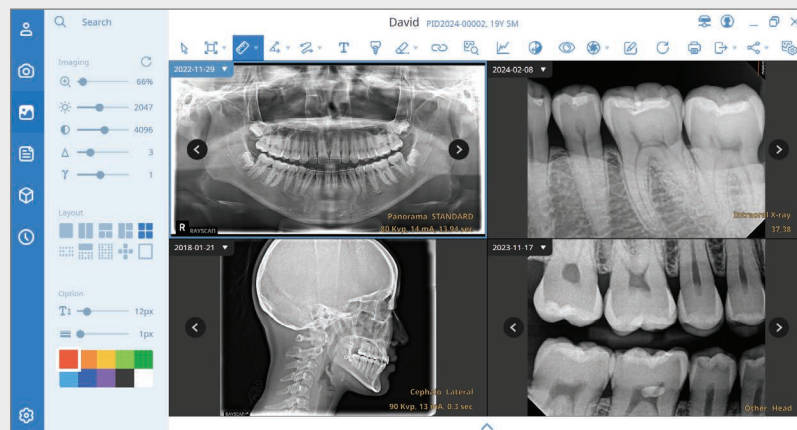 Search
David PID2024-00002, 19Y 5M
Imaging
66%
2047
4096
3
1
Layout
Option
12px
1px
2022-11-29
R RAYSCAN
Panorama STANDARD
80 Kvp, 14 mA, 13.94 sec
2024-02-08
Intraoral X-ray
37,38
2018-01-21
Cephalo Lateral
90 Kvp, 13 mA, 0.3 sec
RAYSCAN
2023-11-17
Other Head